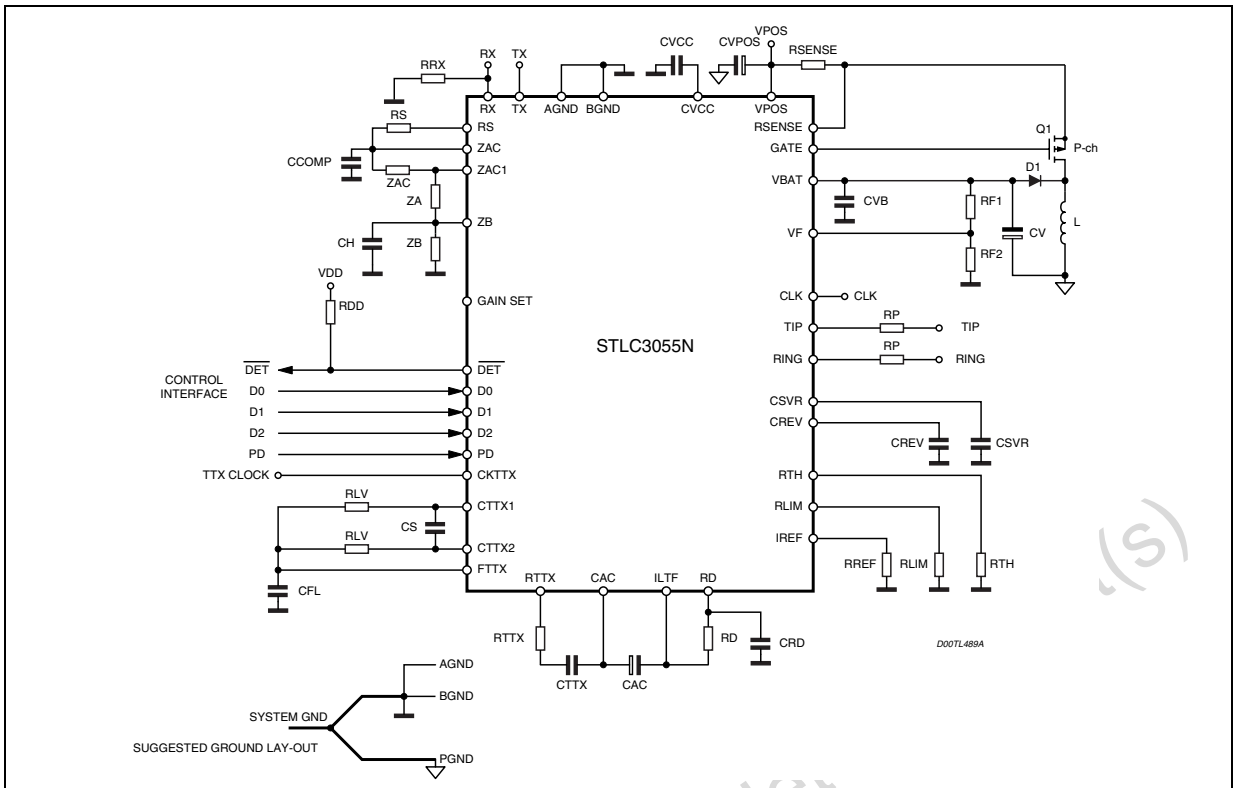 VPOS
RX TX CVCC CVPOS RSENSE
RRX
RX TX AGND BGND CVCC VPOS
RS RS RSENSE
ZAC GATE Q1 P-ch
CCOMP ZAC ZAC1 VBAT D1
ZA CVB RF1
CH ZB ZB VF CV L
RF2
VDD
RDD GAIN SET CLK CLK
TIP RP TIP
STLC3055N
RING RP RING
CONTROL
INTERFACE
DET DET
D0 D0 CSVR
D1 D1 CREV CREV CSVR
D2 D2
PD PD
TTX CLOCK CKTTX RTH
RLV CTTX1 RLIM
CS
RLV CTTX2 IREF
FTTX RREF RLIM RTH
CFL RTTX CAC ILTF RD
RTTX RD CRD
CTTX CAC
D00TL489A
AGND
BGND
SYSTEM GND
SUGGESTED GROUND LAY-OUT
PGND
(s)